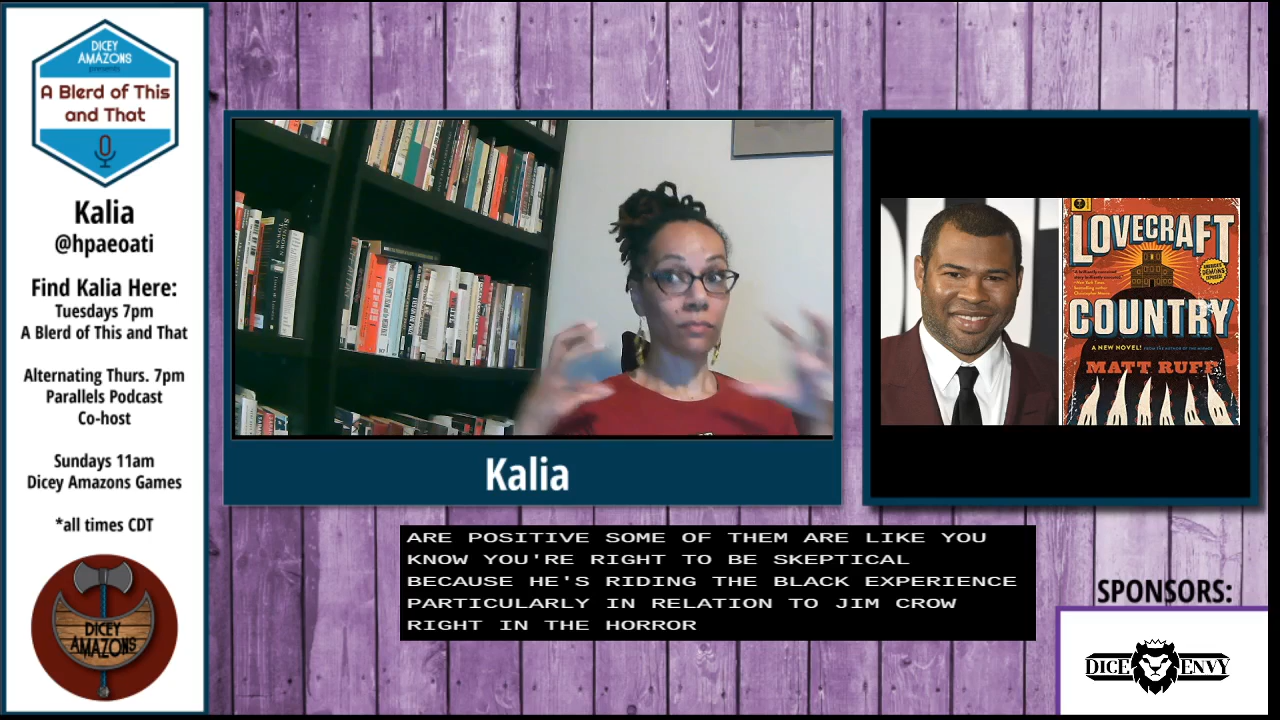 DICEY
AMAZONS
presents
A Blerd of This
and That
Kalia
@hpaeoati
Find Kalia Here:
Tuesdays 7pm
A Blerd of This and That
Alternating Thurs. 7pm
Parallels Podcast
Co-host
Sundays 11am
Dicey Amazons Games
*all times CDT
DICEY
AMAZONS
Kalia
LOVECRAFT
AMERICA'S
DEMONS
EXPOSED!
COUNTRY
A NEW NOVEL!
MATT RUFF
ARE POSITIVE SOME OF THEM ARE LIKE YOU
KNOW YOU'RE RIGHT TO BE SKEPTICAL
BECAUSE HE'S RIDING THE BLACK EXPERIENCE
PARTICULARLY IN RELATION TO JIM CROW
RIGHT IN THE HORROR
SPONSORS:
DICE ENVY